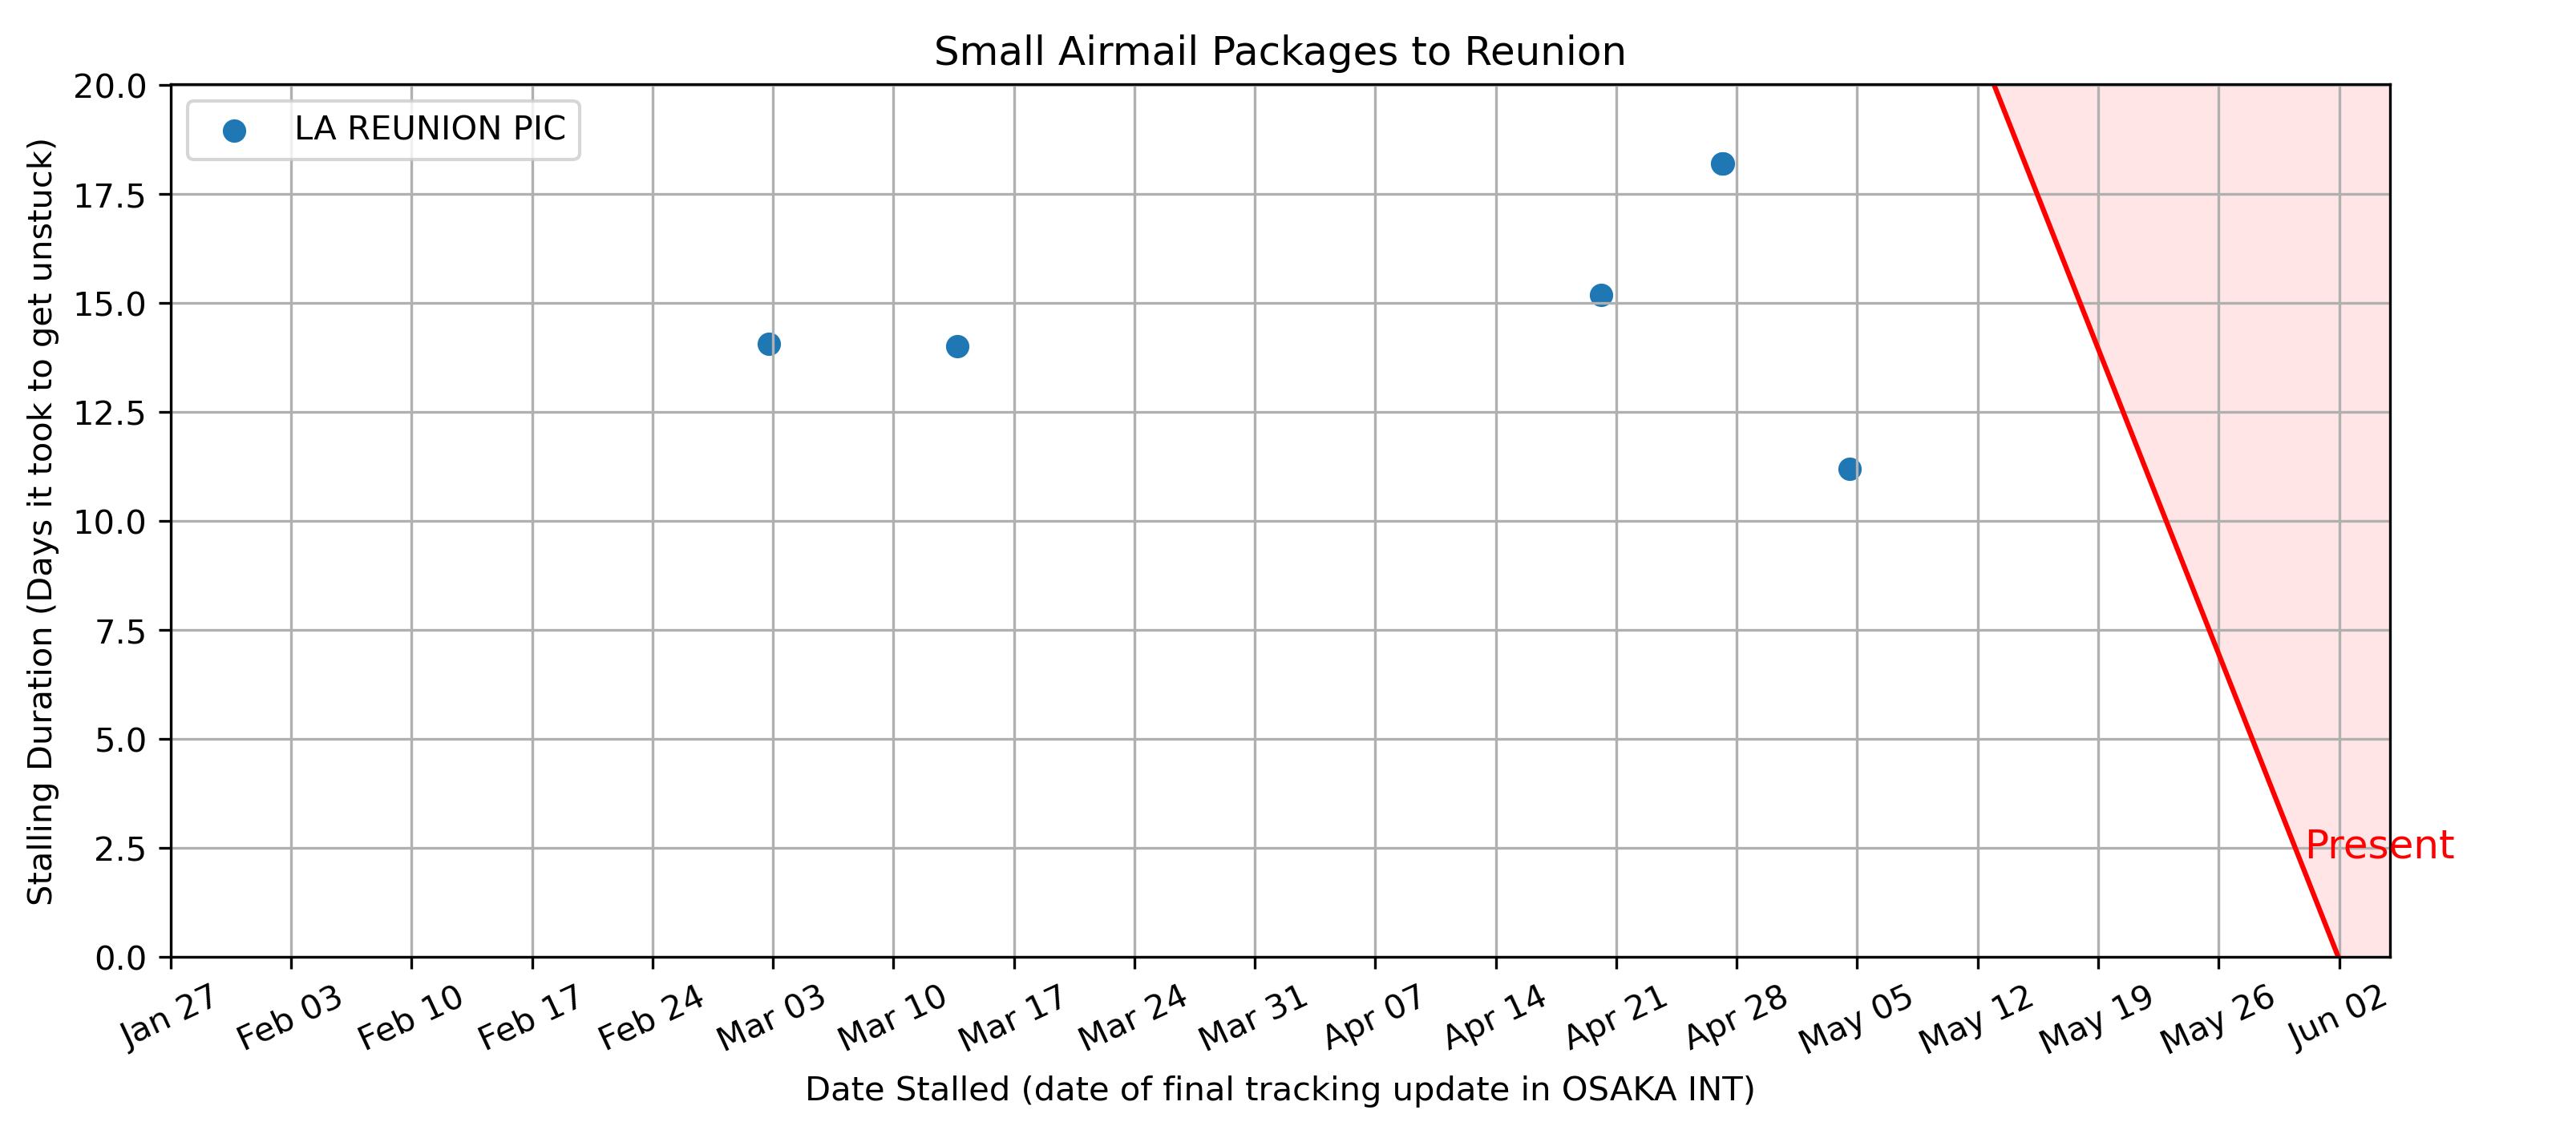 Small Airmail Packages to Reunion
LA REUNION PIC
Stalling Duration (Days it took to get unstuck)
20.0
17.5
15.0
12.5
10.0
7.5
5.0
2.5
0.0
Present
Jan 27 Feb 03 Feb 10 Feb 17 Feb 24 Mar 03 Mar 10 Mar 17 Mar 24 Mar 31 Apr 07 Apr 14 Apr 21 Apr 28 May 05 May 12 May 19 May 26 Jun 02
Date Stalled (date of final tracking update in OSAKA INT)